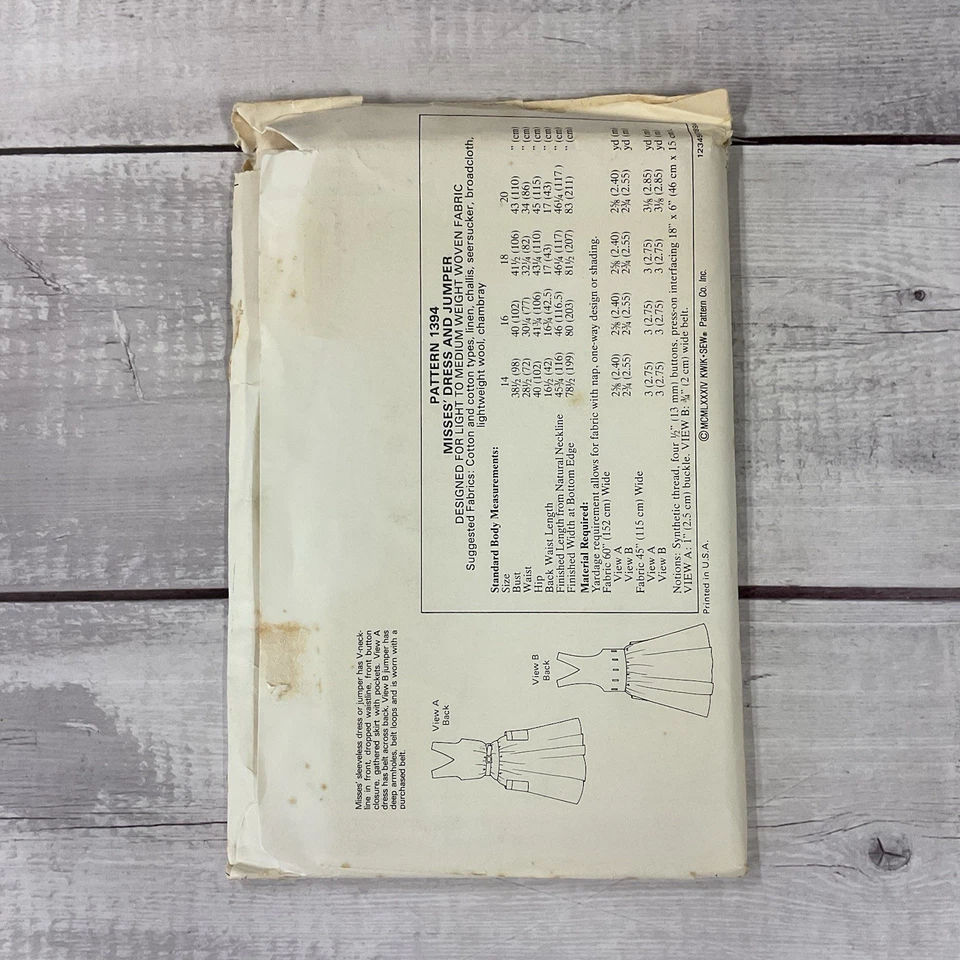 Misses' sleeveless dress or jumper has V-neck-
line in front, dropped waistline, front button
closure, gathered skirt with pockets. View A
dress has belt across back. View B jumper has
deep armholes, belt loops and is worn with a
purchased belt.
View A
Back
View B
Back
PATTERN 1394
MISSES' DRESS AND JUMPER
DESIGNED FOR LIGHT TO MEDIUM WEIGHT WOVEN FABRIC
Suggested Fabrics: Cotton and cotton types, linen, challis, seersucker, broadcloth,
lightweight wool, chambray
Standard Body Measurements:
Size 14 16 18 20
Bust 38½ (98) 40 (102) 41½ (106) 43 (110) " (cm)
Waist 28½ (72) 30¼ (77) 32¼ (82) 34 (86) " (cm)
Hip 40 (102) 41¾ (106) 43¼ (110) 45 (115) " (cm)
Back Waist Length 16½ (42) 16¾ (42.5) 17 (43) 17 (43) " (cm)
Finished Length from Natural Neckline 45¾ (116) 46 (116.5) 46¼ (117) 46¼ (117) " (cm)
Finished Width at Bottom Edge 78½ (199) 80 (203) 81½ (207) 83 (211) " (cm)
Material Required:
Yardage requirement allows for fabric with nap, one-way design or shading.
Fabric 60" (152 cm) Wide
View A 2⅝ (2.40) 2⅝ (2.40) 2⅝ (2.40) 2⅝ (2.40) yd (m)
View B 2¾ (2.55) 2¾ (2.55) 2¾ (2.55) 2¾ (2.55) yd (m)
Fabric 45" (115 cm) Wide
View A 3 (2.75) 3 (2.75) 3 (2.75) 3⅛ (2.85) yd (m)
View B 3 (2.75) 3 (2.75) 3 (2.75) 3⅛ (2.85) yd (m)
Notions: Synthetic thread, four ½" (13 mm) buttons, press-on interfacing 18" x 6" (46 cm x 15 cm).
VIEW A: 1" (2.5 cm) buckle. VIEW B: ¾" (2 cm) wide belt.
Printed in U.S.A. © MCMLXXXIV KWIK•SEW® Pattern Co. Inc.